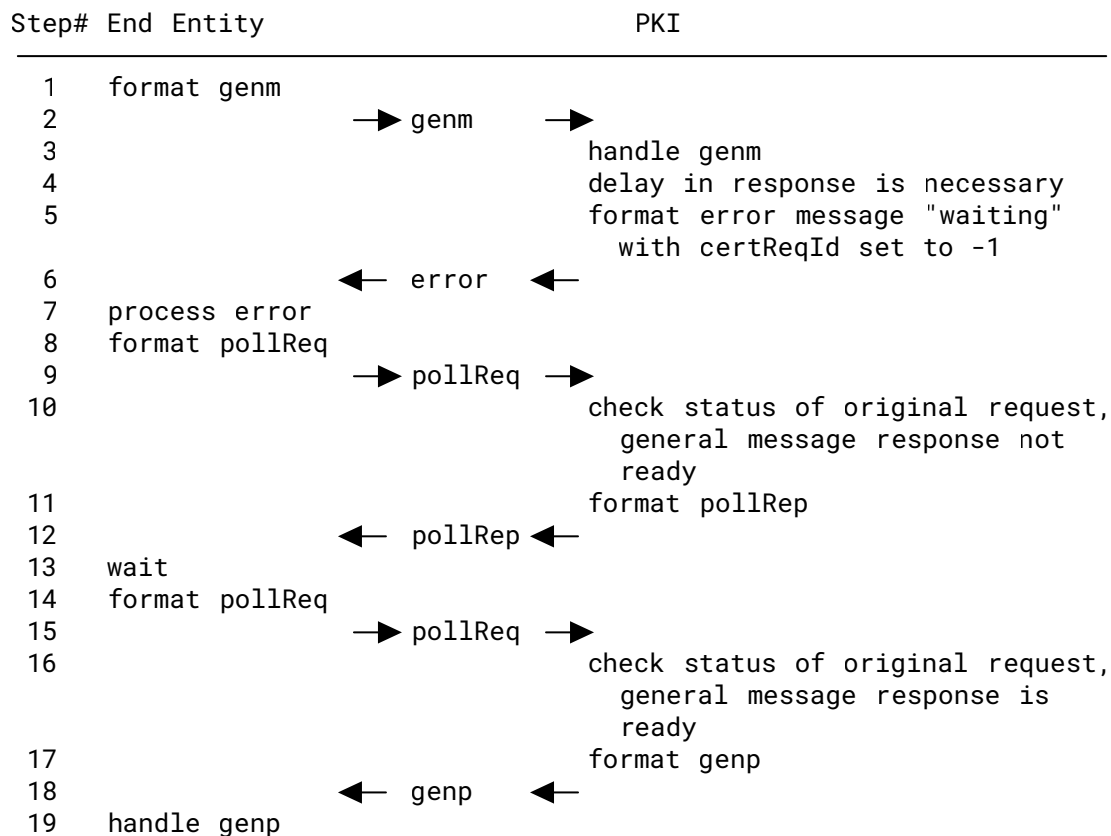 Step# End Entity PKI
1 format genm
2 genm
3 handle genm
4 delay in response is necessary
5 format error message "waiting"
with certReqId set to -1
6 error
7 process error
8 format pollReq
9 pollReq
10 check status of original request,
general message response not
ready
11 format pollRep
12 pollRep
13 wait
14 format pollReq
15 pollReq
16 check status of original request,
general message response is
ready
17 format genp
18 genp
19 handle genp